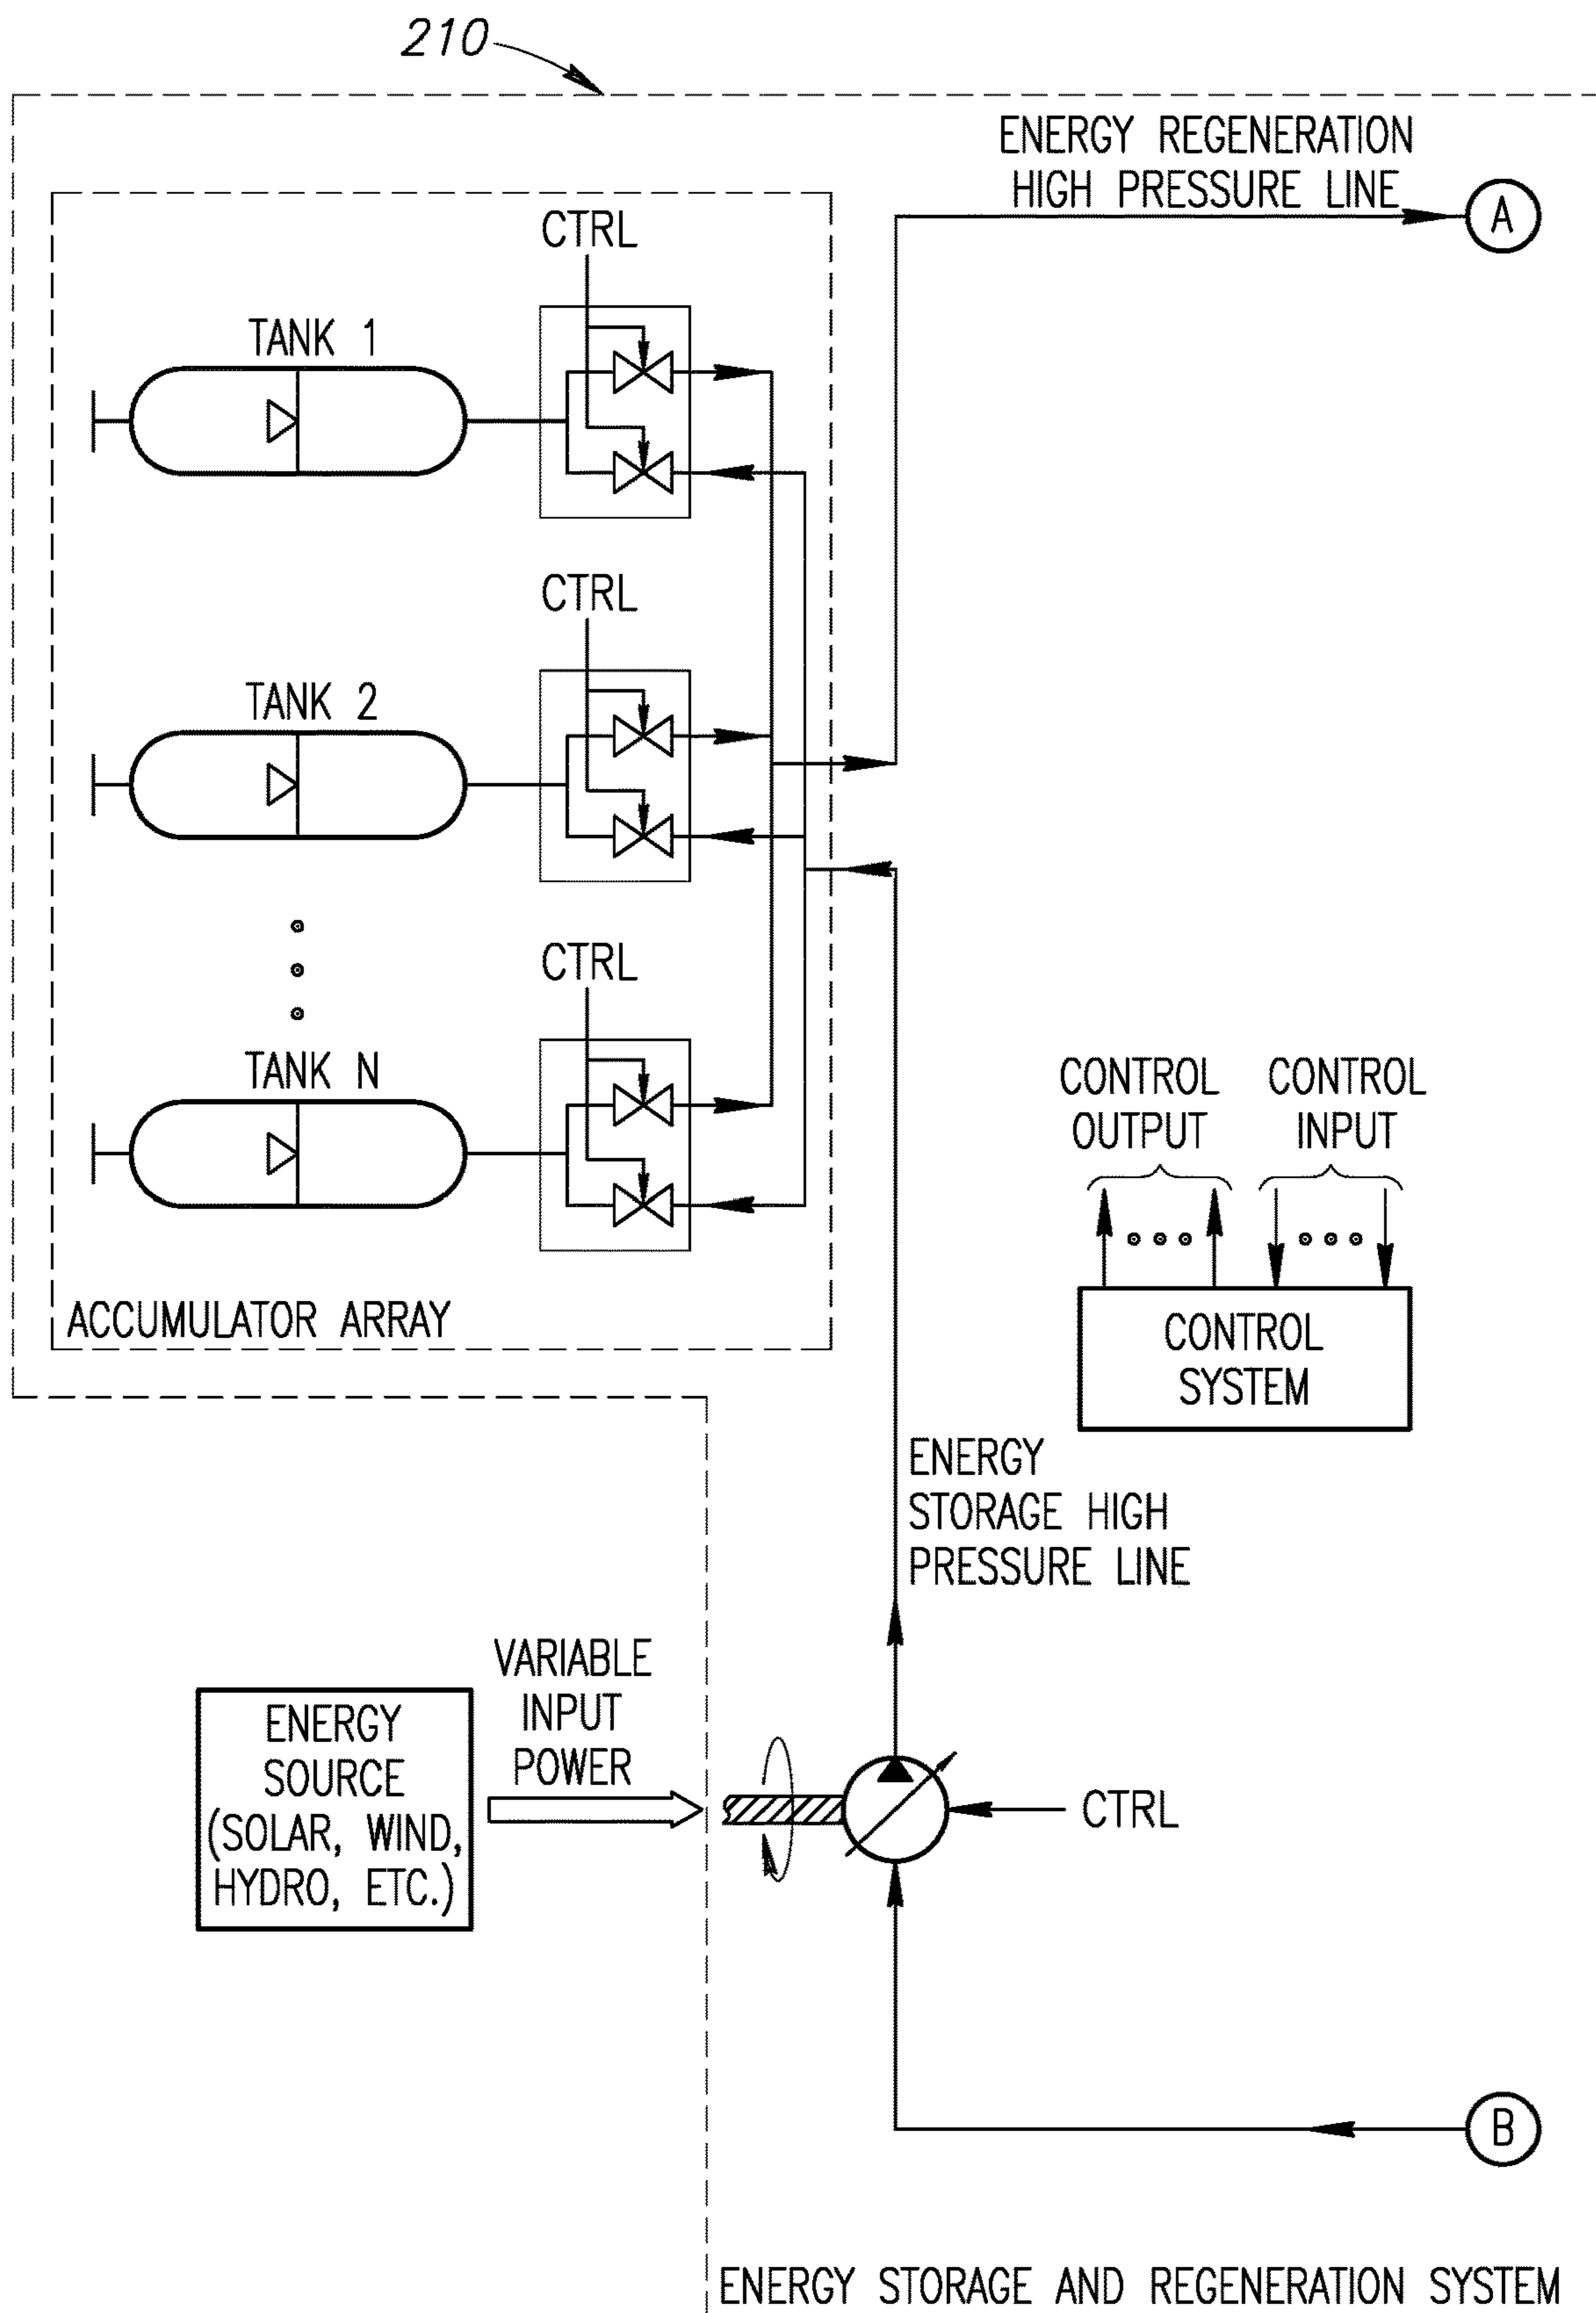 210
ENERGY REGENERATION
HIGH PRESSURE LINE
A
CTRL
TANK 1
CTRL
TANK 2
CTRL
TANK N
ACCUMULATOR ARRAY
CONTROL
OUTPUT
CONTROL
INPUT
CONTROL
SYSTEM
ENERGY
STORAGE HIGH
PRESSURE LINE
VARIABLE
INPUT
POWER
ENERGY
SOURCE
(SOLAR, WIND,
HYDRO, ETC.)
CTRL
B
ENERGY STORAGE AND REGENERATION SYSTEM